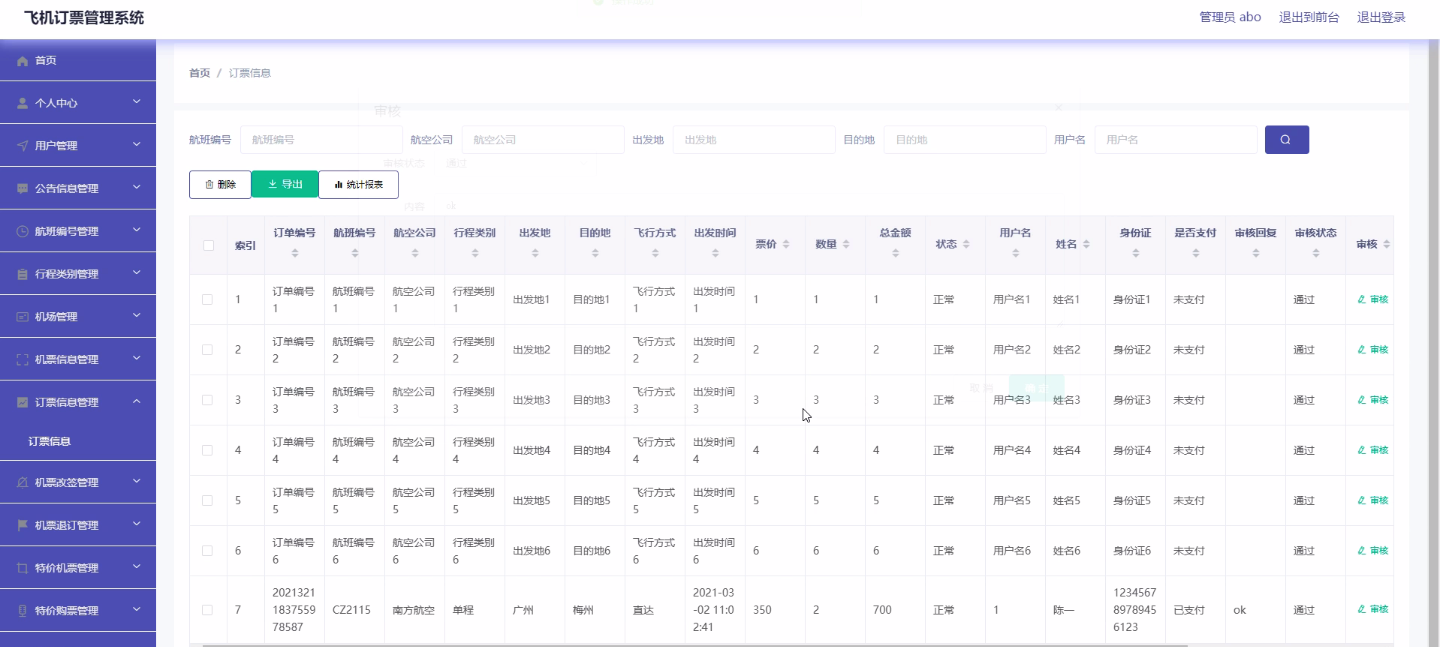 飞机订票管理系统
管理员 abo 退出到前台 退出登录
首页
个人中心
用户管理
公告信息管理
航班编号管理
行程类别管理
机场管理
机票信息管理
订票信息管理
订票信息
机票改签管理
机票退订管理
特价机票管理
特价购票管理
首页 / 订票信息
审核
航班编号 航班编号 航空公司 航空公司 出发地 出发地 目的地 目的地 用户名 用户名
审核状态 通过
删除 导出 统计报表
内容 ok
索引 订单编号 航班编号 航空公司 行程类别 出发地 目的地 飞行方式 出发时间 票价 数量 总金额 状态 用户名 姓名 身份证 是否支付 审核回复 审核状态 审核
1 订单编号1 航班编号1 航空公司1 行程类别1 出发地1 目的地1 飞行方式1 出发时间1 1 1 1 正常 用户名1 姓名1 身份证1 未支付 通过 审核
2 订单编号2 航班编号2 航空公司2 行程类别2 出发地2 目的地2 飞行方式2 出发时间2 2 2 2 正常 用户名2 姓名2 身份证2 未支付 通过 审核
3 订单编号3 航班编号3 航空公司3 行程类别3 出发地3 目的地3 飞行方式3 出发时间3 3 3 3 正常 用户名3 姓名3 身份证3 未支付 通过 审核
4 订单编号4 航班编号4 航空公司4 行程类别4 出发地4 目的地4 飞行方式4 出发时间4 4 4 4 正常 用户名4 姓名4 身份证4 未支付 通过 审核
5 订单编号5 航班编号5 航空公司5 行程类别5 出发地5 目的地5 飞行方式5 出发时间5 5 5 5 正常 用户名5 姓名5 身份证5 未支付 通过 审核
6 订单编号6 航班编号6 航空公司6 行程类别6 出发地6 目的地6 飞行方式6 出发时间6 6 6 6 正常 用户名6 姓名6 身份证6 未支付 通过 审核
7 2021321183755978587 CZ2115 南方航空 单程 广州 梅州 直达 2021-03-02 11:02:41 350 2 700 正常 1 陈一 123456789789456123 已支付 ok 通过 审核